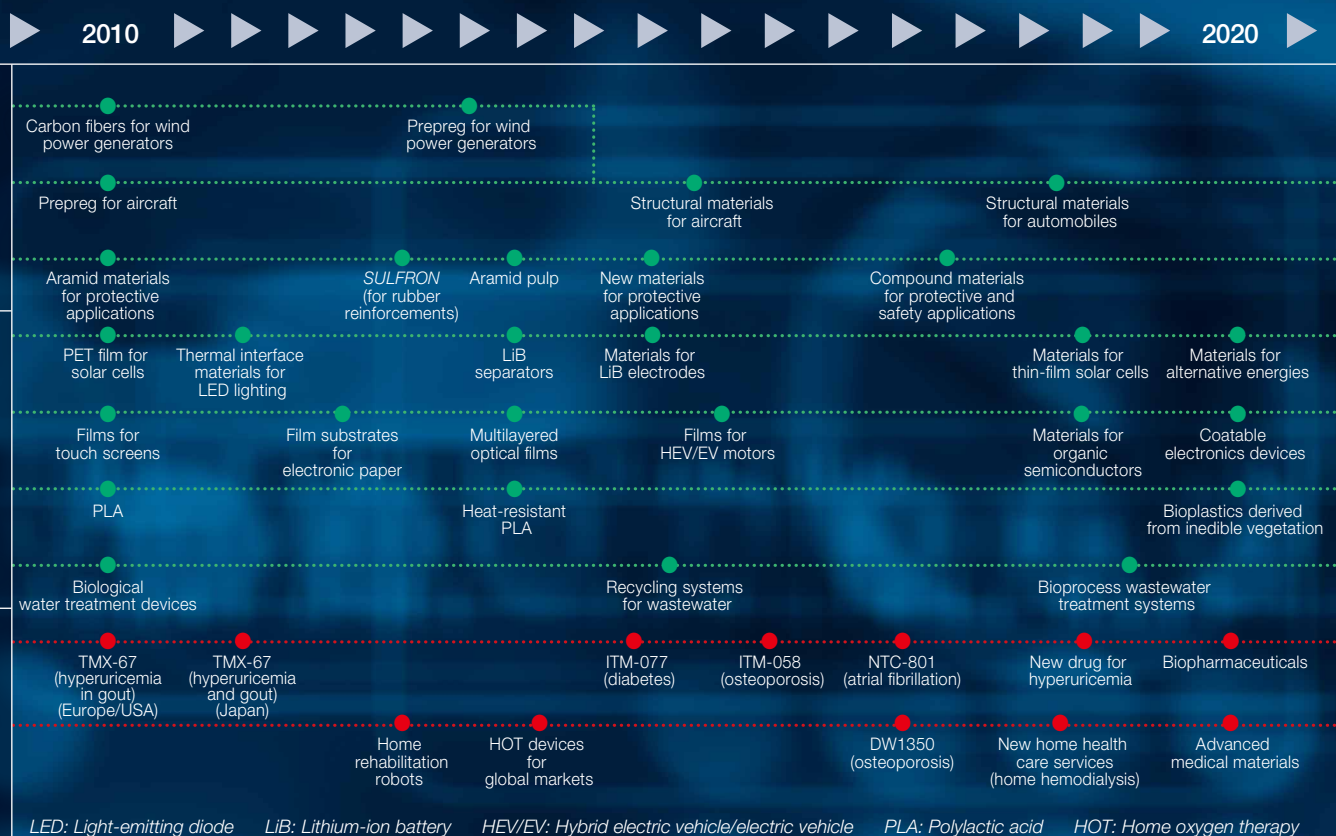 2010
2020
Carbon fibers for wind
power generators
Prepreg for wind
power generators
Prepreg for aircraft
Structural materials
for aircraft
Structural materials
for automobiles
Aramid materials
for protective
applications
SULFRON
(for rubber
reinforcements)
Aramid pulp
New materials
for protective
applications
Compound materials
for protective and
safety applications
PET film for
solar cells
Thermal interface
materials for
LED lighting
LiB
separators
Materials for
LiB electrodes
Materials for
thin-film solar cells
Materials for
alternative energies
Films for
touch screens
Film substrates
for
electronic paper
Multilayered
optical films
Films for
HEV/EV motors
Materials for
organic
semiconductors
Coatable
electronics devices
PLA
Heat-resistant
PLA
Bioplastics derived
from inedible vegetation
Biological
water treatment devices
Recycling systems
for wastewater
Bioprocess wastewater
treatment systems
TMX-67
(hyperuricemia
in gout)
(Europe/USA)
TMX-67
(hyperuricemia
and gout)
(Japan)
ITM-077
(diabetes)
ITM-058
(osteoporosis)
NTC-801
(atrial fibrillation)
New drug for
hyperuricemia
Biopharmaceuticals
Home
rehabilitation
robots
HOT devices
for
global markets
DW1350
(osteoporosis)
New home health
care services
(home hemodialysis)
Advanced
medical materials
LED: Light-emitting diode LiB: Lithium-ion battery HEV/EV: Hybrid electric vehicle/electric vehicle PLA: Polylactic acid HOT: Home oxygen therapy